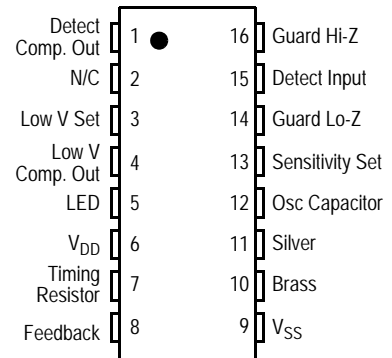 Detect
Comp. Out 1 16 Guard Hi-Z
N/C 2 15 Detect Input
Low V Set 3 14 Guard Lo-Z
Low V
Comp. Out 4 13 Sensitivity Set
LED 5 12 Osc Capacitor
VDD 6 11 Silver
Timing
Resistor 7 10 Brass
Feedback 8 9 VSS